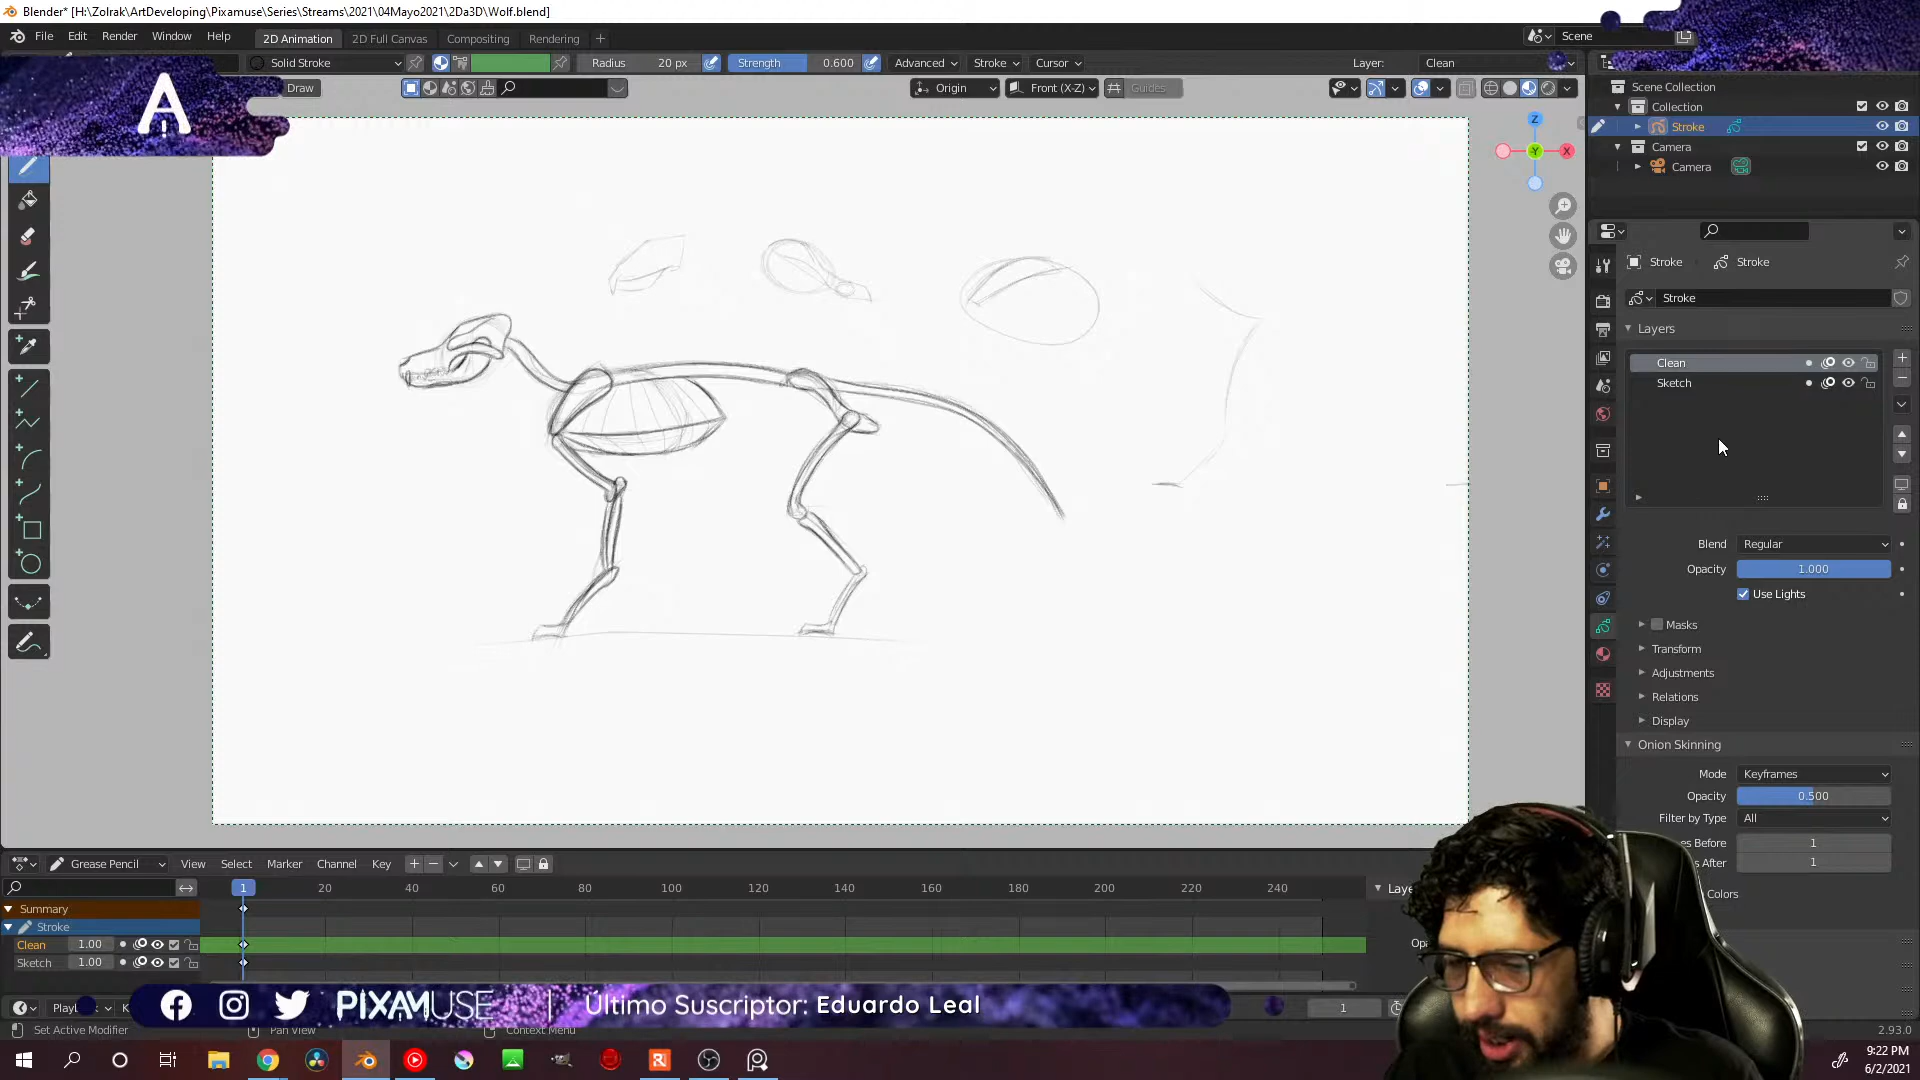 Blender* [H:\Zolrak\ArtDeveloping\Pixamuse\Series\Streams\2021\04Mayo2021\2Da3D\Wolf.blend]
File Edit Render Window Help 2D Animation 2D Full Canvas Compositing Rendering + Scene
Solid Stroke Radius 20 px Strength 0.600 Advanced Stroke Cursor Layer: Clean
Draw Origin Front (X-Z) Guides
A
Scene Collection
Collection
Stroke
Camera
Camera
Z
Y
X
Stroke Stroke
Stroke
Layers
Clean
Sketch
Blend Regular
Opacity 1.000
Use Lights
Masks
Transform
Adjustments
Relations
Display
Onion Skinning
Mode Keyframes
Opacity 0.500
Filter by Type All
es Before 1
s After 1
Colors
Grease Pencil View Select Marker Channel Key
1 20 40 60 80 100 120 140 160 180 200 220 240
Summary
Stroke
Clean 1.00
Sketch 1.00
Laye
Opa
Playb K 1
PIXAMUSE | Último Suscriptor: Eduardo Leal
Set Active Modifier Pan View Context Menu 2.93.0
9:22 PM
6/2/2021